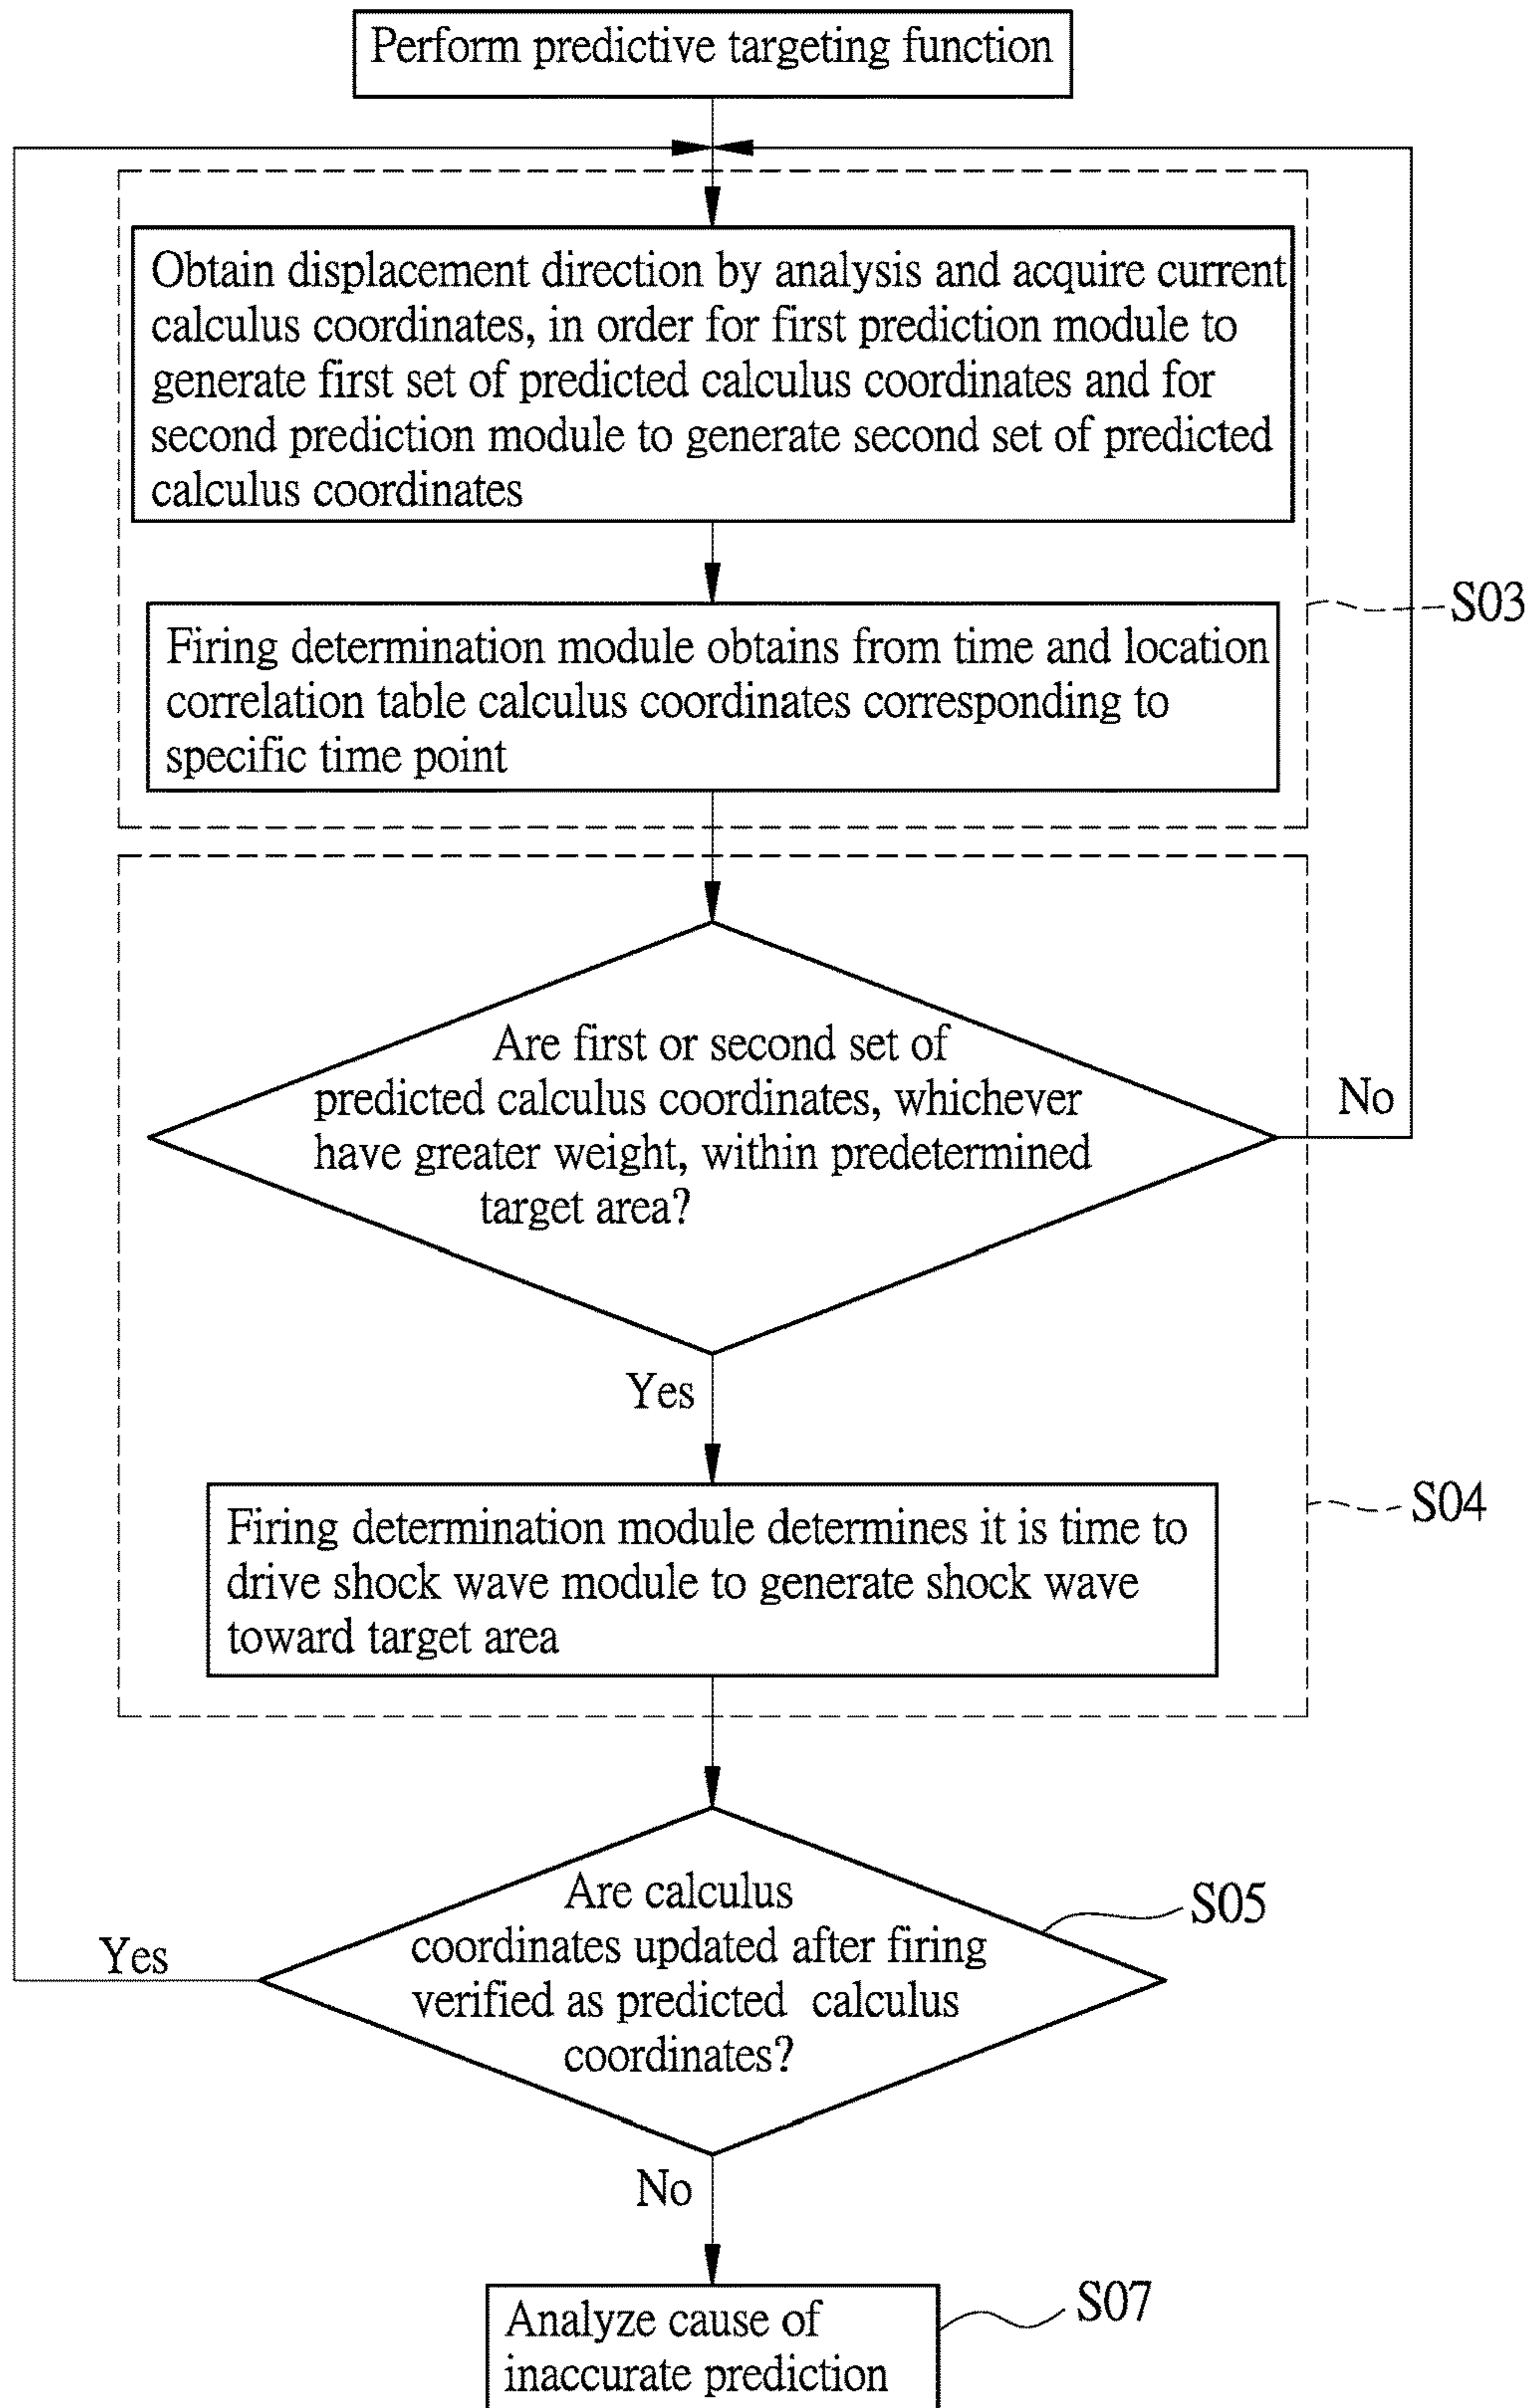 Perform predictive targeting function
Obtain displacement direction by analysis and acquire current
calculus coordinates, in order for first prediction module to
generate first set of predicted calculus coordinates and for
second prediction module to generate second set of predicted
calculus coordinates
S03
Firing determination module obtains from time and location
correlation table calculus coordinates corresponding to
specific time point
Are first or second set of
predicted calculus coordinates, whichever
have greater weight, within predetermined
target area?
No
Yes
S04
Firing determination module determines it is time to
drive shock wave module to generate shock wave
toward target area
S05
Are calculus
coordinates updated after firing
verified as predicted calculus
coordinates?
Yes
No
S07
Analyze cause of
inaccurate prediction